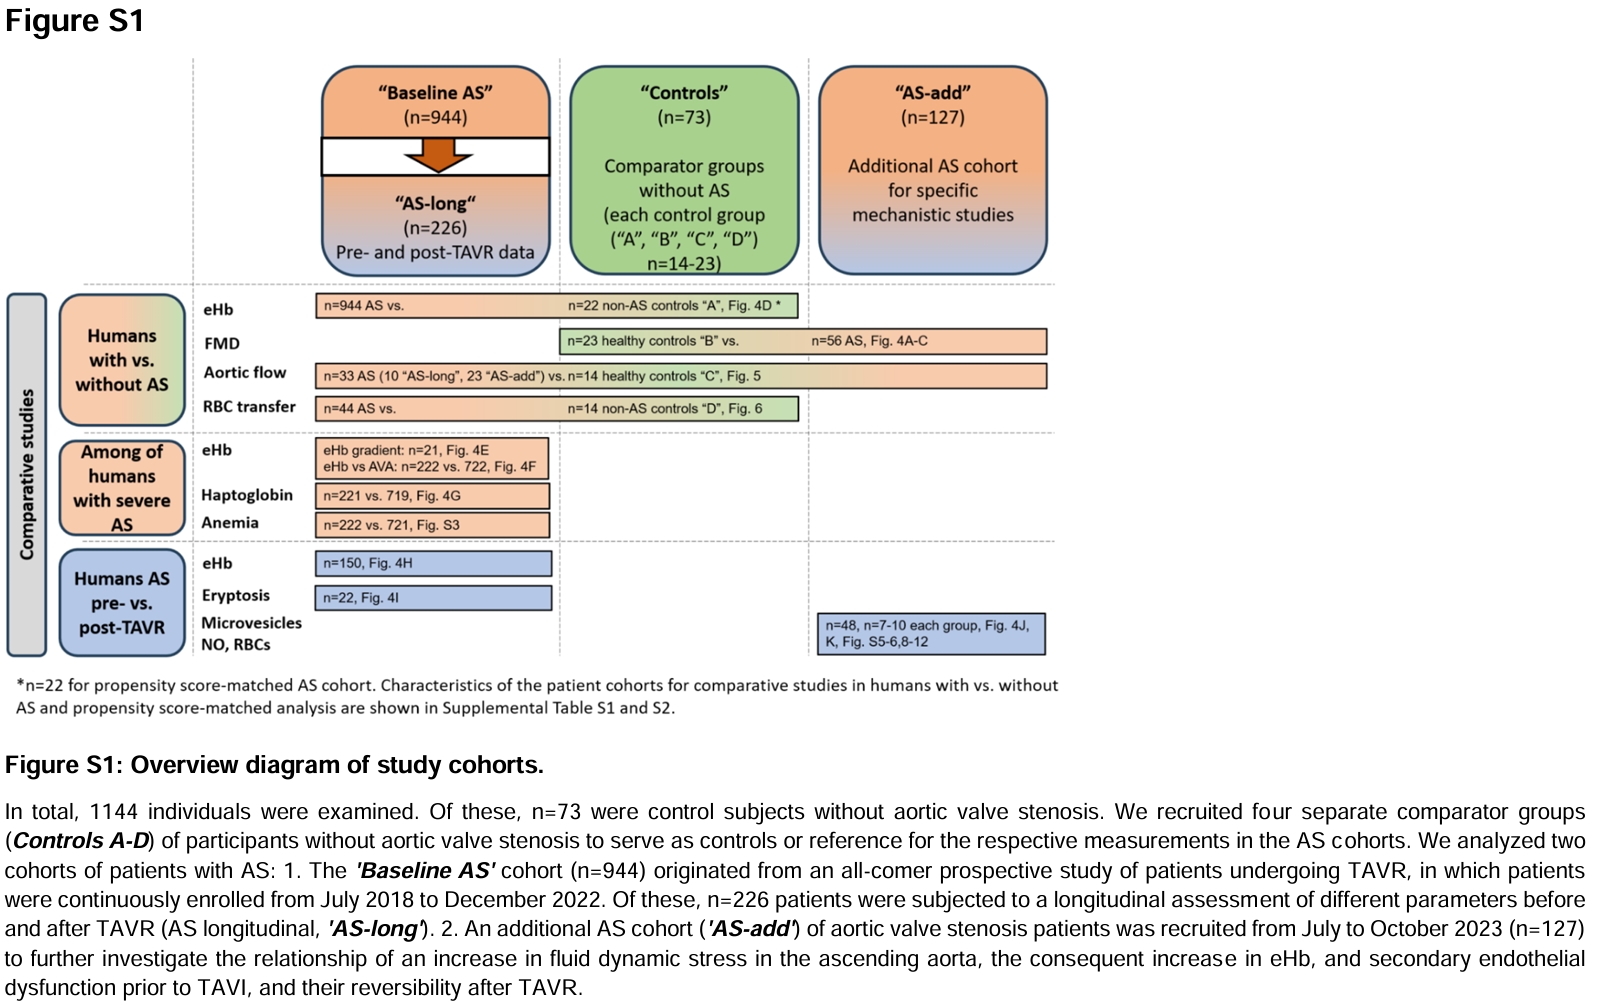 Figure S1
“Baseline AS”
(n=944)
“AS-long“
(n=226)
Pre- and post-TAVR data
“Controls”
(n=73)
Comparator groups
without AS
(each control group
(“A”, “B”, “C”, “D”)
n=14-23)
“AS-add”
(n=127)
Additional AS cohort
for specific
mechanistic studies
Comparative studies
Humans
with vs.
without AS
eHb
n=944 AS vs.
n=22 non-AS controls “A”, Fig. 4D *
FMD
n=23 healthy controls “B” vs.
n=56 AS, Fig. 4A-C
Aortic flow
n=33 AS (10 “AS-long”, 23 “AS-add”) vs. n=14 healthy controls “C”, Fig. 5
RBC transfer
n=44 AS vs.
n=14 non-AS controls “D”, Fig. 6
Among of
humans
with severe
AS
eHb
eHb gradient: n=21, Fig. 4E
eHb vs AVA: n=222 vs. 722, Fig. 4F
Haptoglobin
n=221 vs. 719, Fig. 4G
Anemia
n=222 vs. 721, Fig. S3
Humans AS
pre- vs.
post-TAVR
eHb
n=150, Fig. 4H
Eryptosis
n=22, Fig. 4I
Microvesicles
NO, RBCs
n=48, n=7-10 each group, Fig. 4J,
K, Fig. S5-6,8-12
*n=22 for propensity score-matched AS cohort. Characteristics of the patient cohorts for comparative studies in humans with vs. without
AS and propensity score-matched analysis are shown in Supplemental Table S1 and S2.
Figure S1: Overview diagram of study cohorts.
In total, 1144 individuals were examined. Of these, n=73 were control subjects without aortic valve stenosis. We recruited four separate comparator groups
(Controls A-D) of participants without aortic valve stenosis to serve as controls or reference for the respective measurements in the AS cohorts. We analyzed two
cohorts of patients with AS: 1. The 'Baseline AS' cohort (n=944) originated from an all-comer prospective study of patients undergoing TAVR, in which patients
were continuously enrolled from July 2018 to December 2022. Of these, n=226 patients were subjected to a longitudinal assessment of different parameters before
and after TAVR (AS longitudinal, 'AS-long'). 2. An additional AS cohort ('AS-add') of aortic valve stenosis patients was recruited from July to October 2023 (n=127)
to further investigate the relationship of an increase in fluid dynamic stress in the ascending aorta, the consequent increase in eHb, and secondary endothelial
dysfunction prior to TAVI, and their reversibility after TAVR.